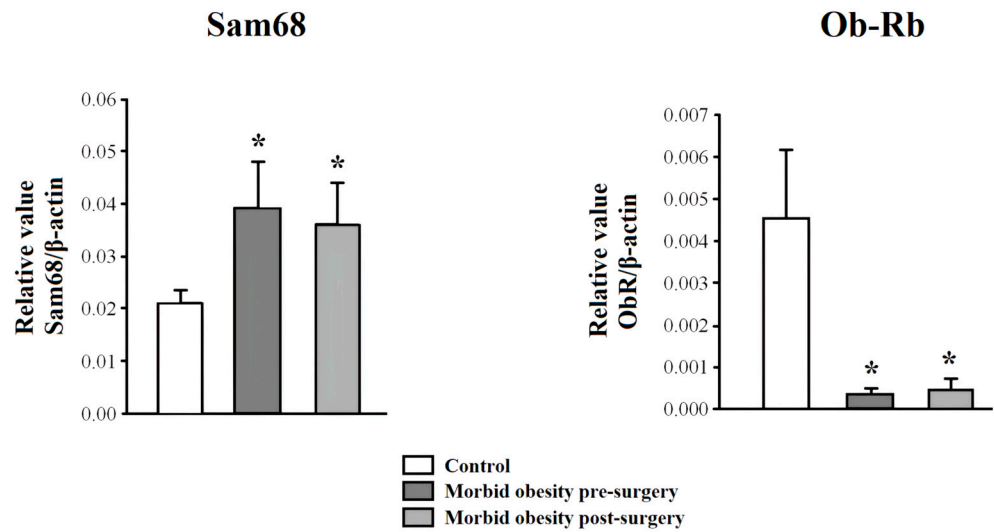 Sam68
Relative value
Sam68/β-actin
0.06
0.05
0.04
0.03
0.02
0.01
0.00
*
*
Ob-Rb
Relative value
ObR/β-actin
0.007
0.006
0.005
0.004
0.003
0.002
0.001
0.000
*
*
Control
Morbid obesity pre-surgery
Morbid obesity post-surgery